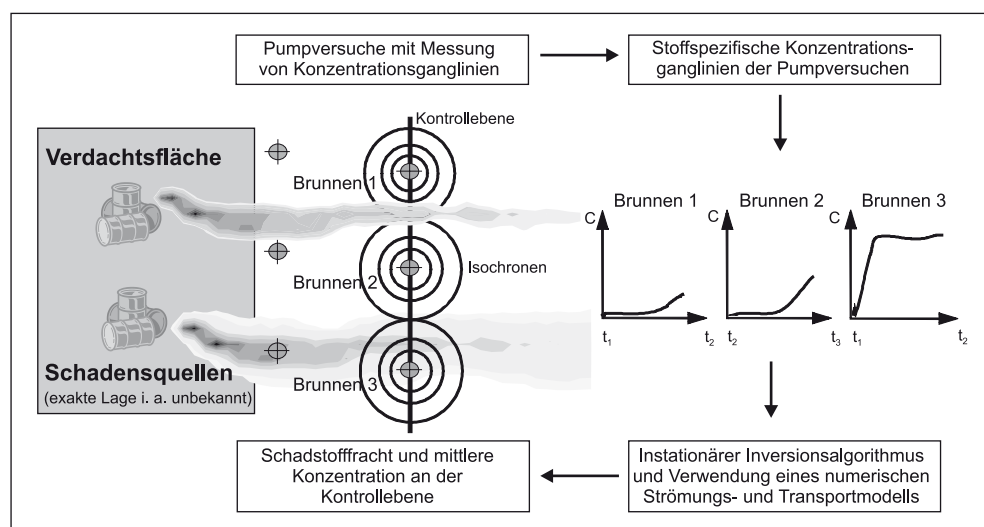 Pumpversuche mit Messung
von Konzentrationsganglinien
Stoffspezifische Konzentrations-
ganglinien der Pumpversuchen
Kontrollebene
Verdachtsfläche
Brunnen 1
Brunnen 2
Isochronen
Brunnen 3
Schadensquellen
(exakte Lage i. a. unbekannt)
Brunnen 1
C
t1
t2
Brunnen 2
C
t2
t3
Brunnen 3
C
t1
t2
Schadstofffracht und mittlere
Konzentration an der
Kontrollebene
Instationärer Inversionsalgorithmus
und Verwendung eines numerischen
Strömungs- und Transportmodells